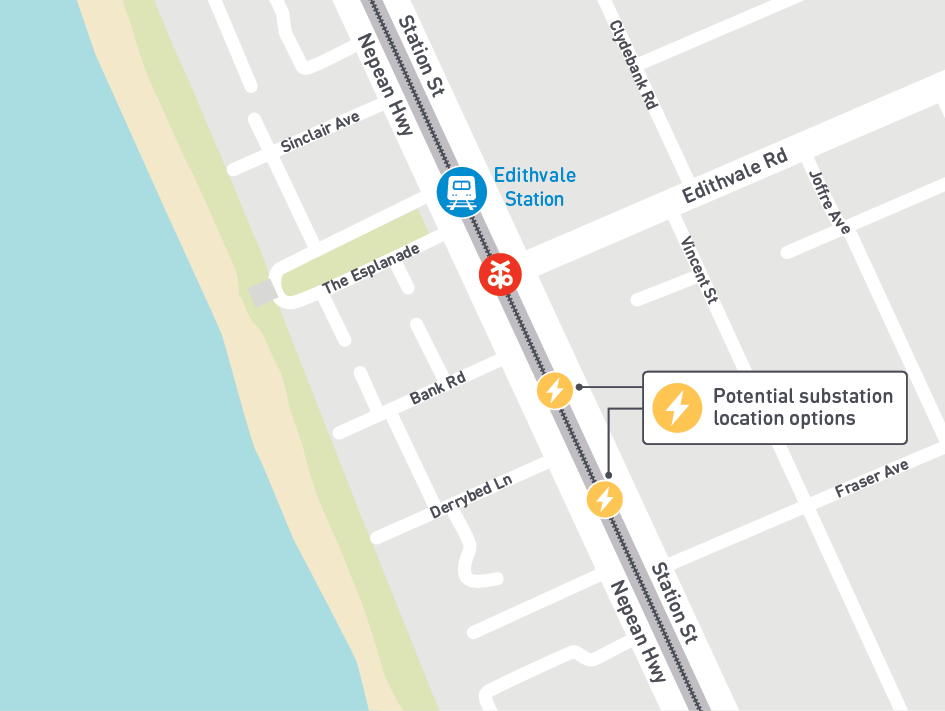 Station St
Nepean Hwy
Clydebank Rd
Sinclair Ave
Edithvale
Station
Edithvale Rd
Joffre Ave
The Esplanade
Vincent St
Bank Rd
Potential substation
location options
Fraser Ave
Derrybed Ln
Station St
Nepean Hwy